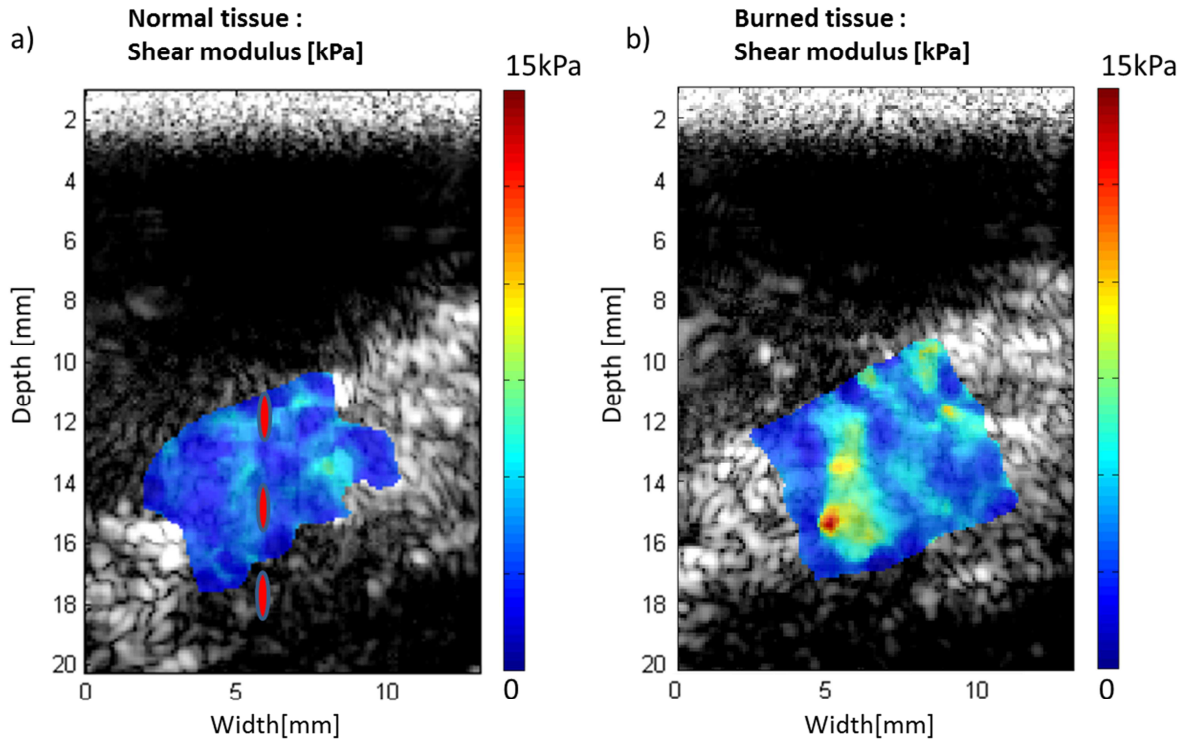 a)
Normal tissue :
Shear modulus [kPa]
15kPa
2
4
6
8
10
12
14
16
18
20
Depth [mm]
0
5
10
Width[mm]
0
b)
Burned tissue :
Shear modulus [kPa]
15kPa
2
4
6
8
10
12
14
16
18
20
Depth [mm]
0
5
10
Width[mm]
0